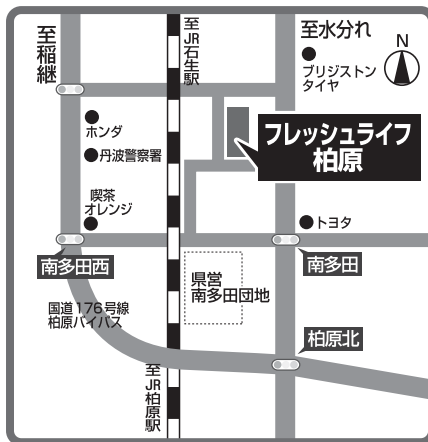 至稲継
至JR石生駅
至水分れ
N
ブリジストン
タイヤ
ホンダ
丹波警察署
フレッシュライフ
柏原
喫茶
オレンジ
トヨタ
南多田西
南多田
県営
南多田団地
国道176号線
柏原バイパス
柏原北
至JR柏原駅